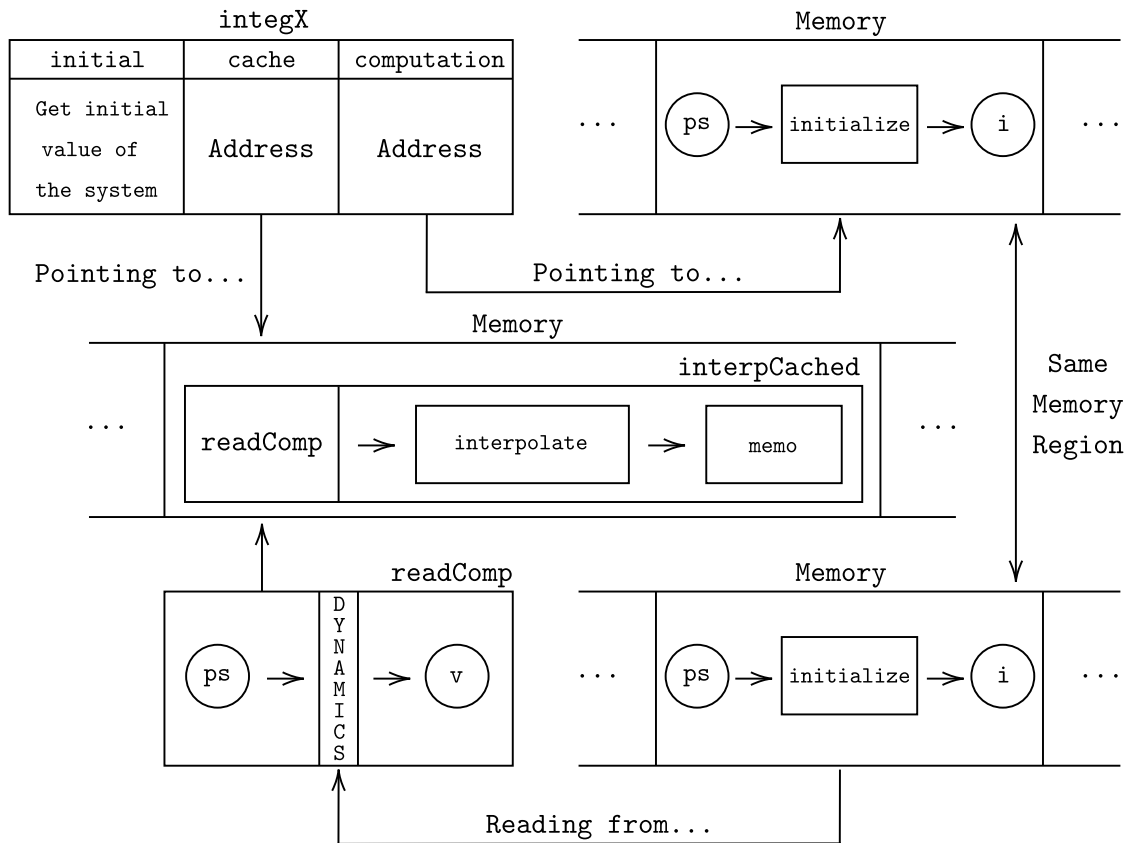 integX
initial cache computation
Get initial
value of
the system
Address
Address
Memory
...
ps
initialize
i
...
Pointing to...
Pointing to...
Memory
interpCached
...
readComp
interpolate
memo
...
Same
Memory
Region
readComp
ps
D
Y
N
A
M
I
C
S
v
Memory
...
ps
initialize
i
...
Reading from...